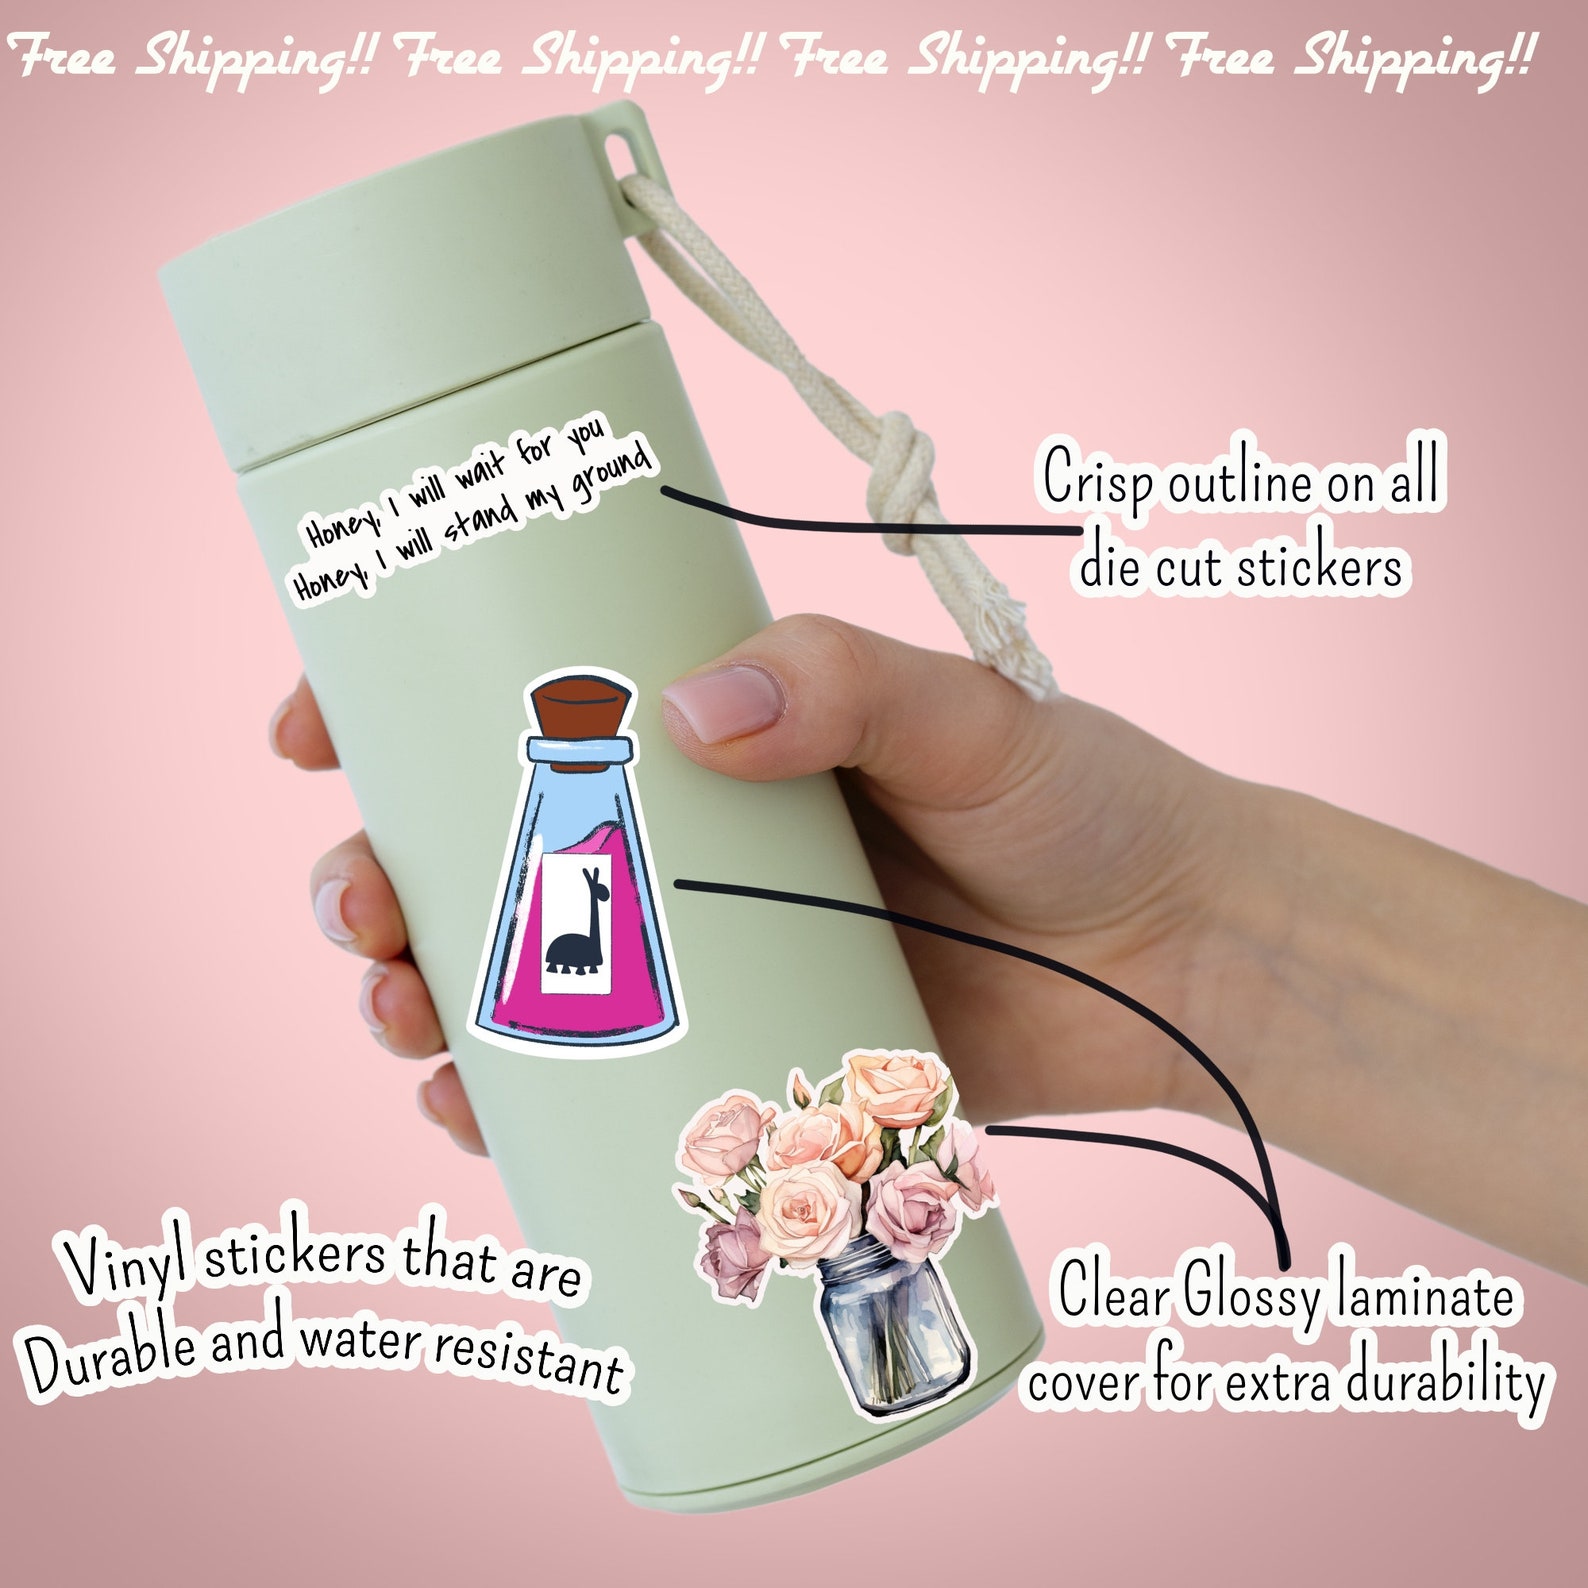 Free Shipping!! Free Shipping!! Free Shipping!! Free Shipping!!
Honey, I will wait for you
Honey, I will stand my ground
Crisp outline on all
die cut stickers
Vinyl stickers that are
Durable and water resistant
Clear Glossy laminate
cover for extra durability